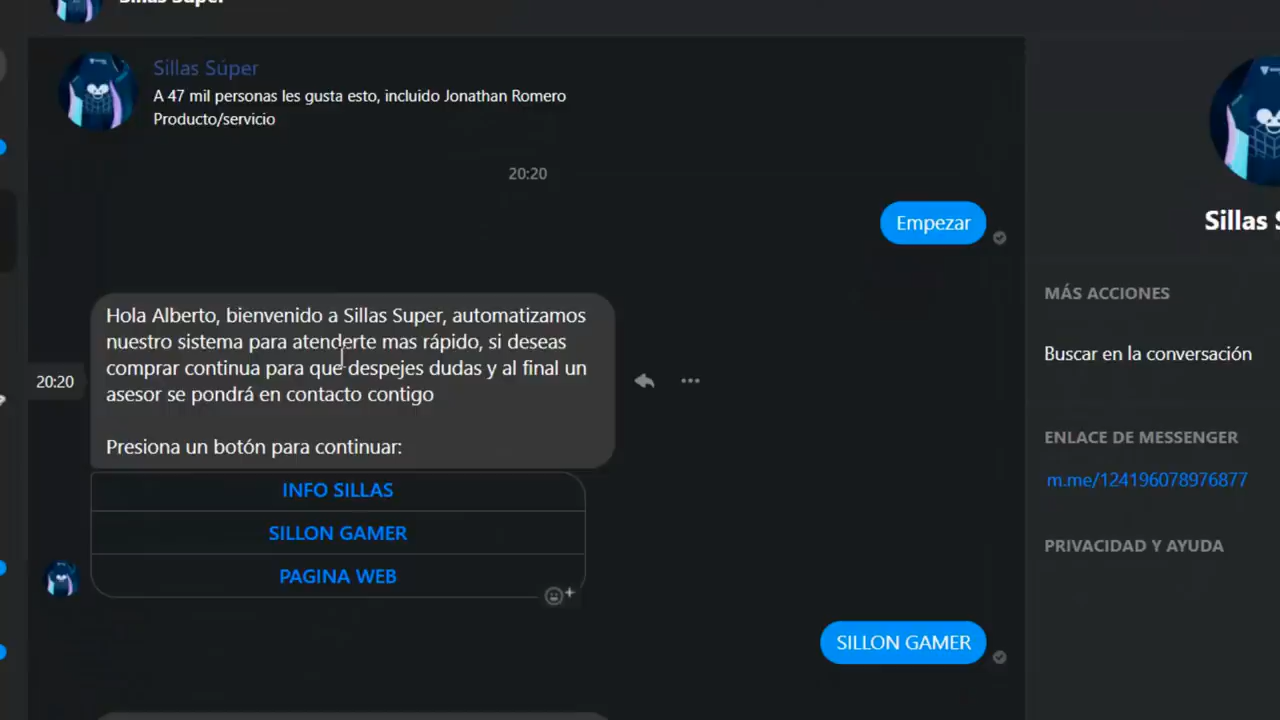 Sillas Súper
A 47 mil personas les gusta esto, incluido Jonathan Romero
Producto/servicio
20:20
Empezar
Sillas
Hola Alberto, bienvenido a Sillas Super, automatizamos
nuestro sistema para atenderte mas rápido, si deseas
comprar continua para que despejes dudas y al final un
asesor se pondrá en contacto contigo
Presiona un botón para continuar:
20:20
INFO SILLAS
SILLON GAMER
PAGINA WEB
SILLON GAMER
MÁS ACCIONES
Buscar en la conversación
ENLACE DE MESSENGER
m.me/124196078976877
PRIVACIDAD Y AYUDA